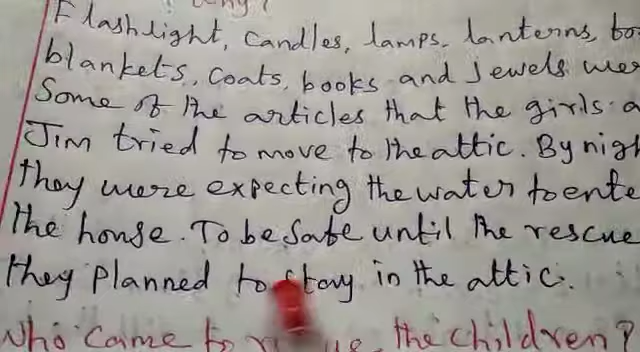 Why?
Flashlight, candles, lamps, lanterns,
blankets, coats, books and jewels
Some of the articles that the girls
Jim tried to move to the attic. By
they were expecting the water to
the house. To be safe until the rescue
they planned to stay in the attic.
Who came to the children?